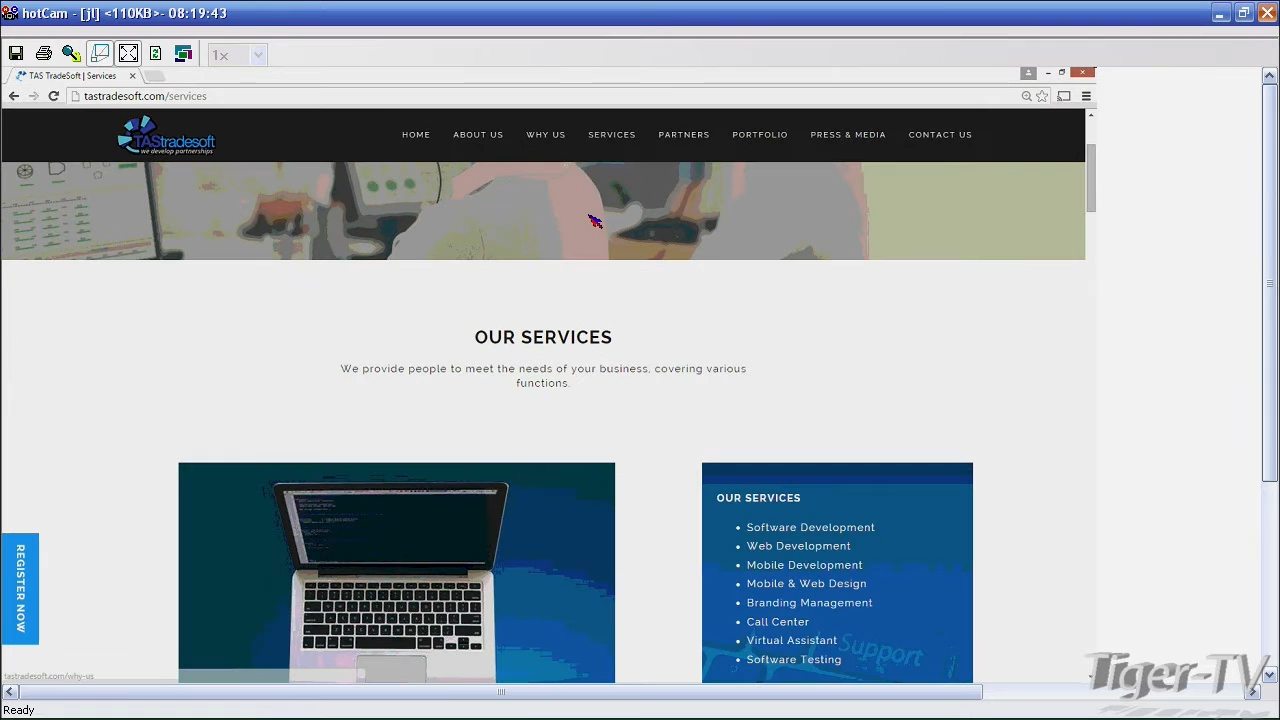 hotCam - [jl] <110KB>- 08:19:43
1x
TAS TradeSoft | Services
tastradesoft.com/services
TAStradesoft
we develop partnerships
HOME ABOUT US WHY US SERVICES PARTNERS PORTFOLIO PRESS & MEDIA CONTACT US
OUR SERVICES
We provide people to meet the needs of your business, covering various
functions.
OUR SERVICES
Software Development
Web Development
Mobile Development
Mobile & Web Design
Branding Management
Call Center
Virtual Assistant
Software Testing
Support
REGISTER NOW
tastradesoft.com/why-us
Tiger-TV
Ready